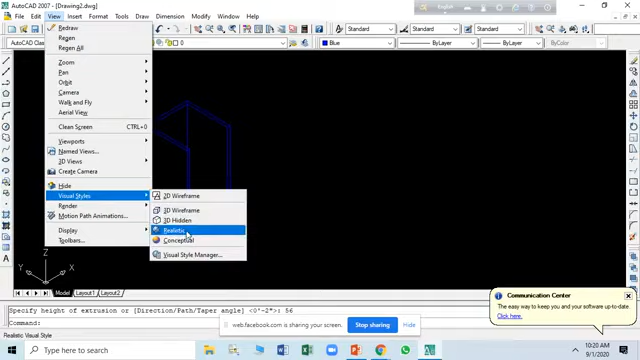 AutoCAD 2007 - [Drawing2.dwg]
English
File View Insert Format Tools Draw Dimension Modify Window Help Express
Standard Standard Standard
AutoCAD Clas 0 Blue ByLayer ByLayer ByColor
Redraw
Regen
Regen All
Zoom
Pan
Orbit
Camera
Walk and Fly
Aerial View
Clean Screen CTRL+0
Viewports
Named Views...
3D Views
Create Camera
Hide
Visual Styles
Render
Motion Path Animations...
Display
Toolbars...
2D Wireframe
3D Wireframe
3D Hidden
Realistic
Conceptual
Visual Style Manager...
Z
X Y
Model Layout1 Layout2
Communication Center
The easy way to keep you and your software up-to-date.
Click here.
Specify height of extrusion or [Direction/Path/Taper angle] <0'-2">: 56
Command:
web.facebook.com is sharing your screen. Stop sharing Hide
Realistic Visual Style
Type here to search
10:20 AM
9/1/2020